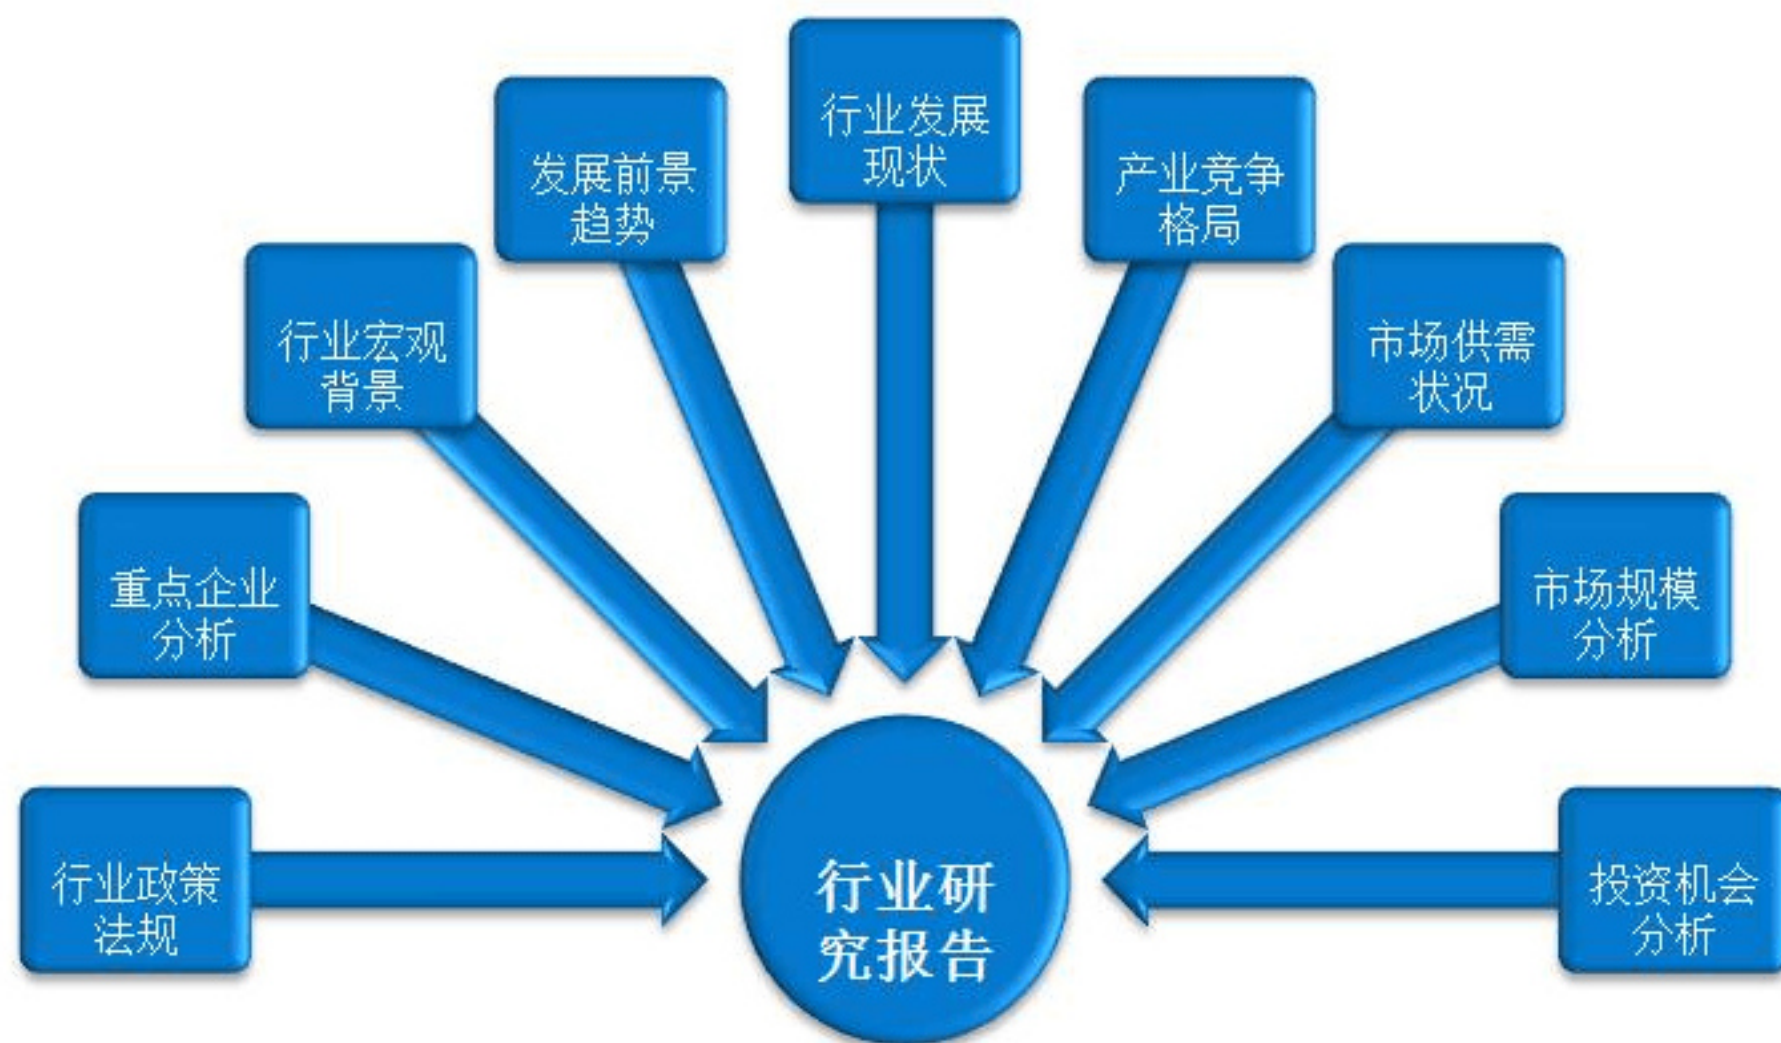 行业发展
现状
发展前景
趋势
产业竞争
格局
行业宏观
背景
市场供需
状况
重点企业
分析
市场规模
分析
行业政策
法规
行业研
究报告
投资机会
分析